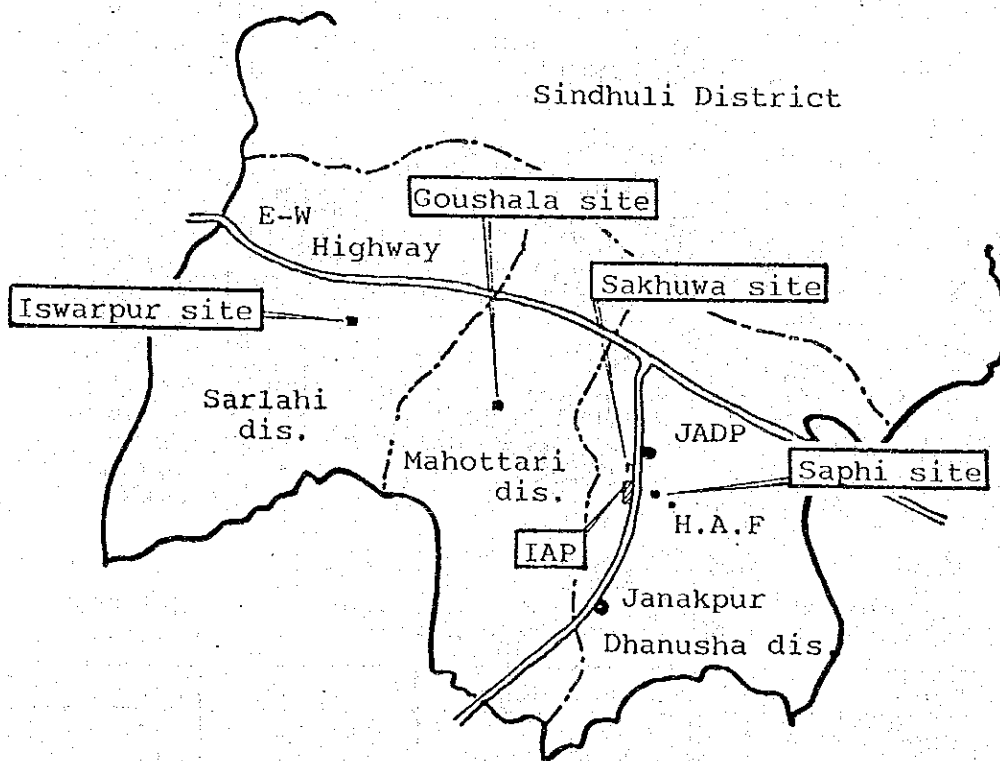 Sindhuli District
Goushala site
E-W
Highway
Sakhuwa site
Iswarpur site
Sarlahi
dis.
JADP
Mahottari
dis.
Saphi site
H.A.F
IAP
Janakpur
Dhanusha dis.